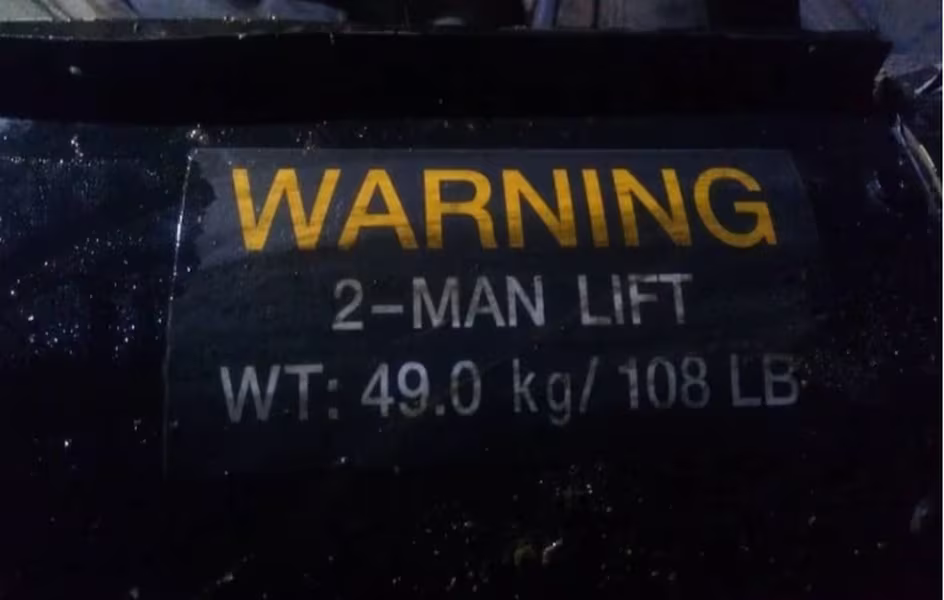 WARNING
2-MAN LIFT
WT: 49.0 kg/ 108 LB